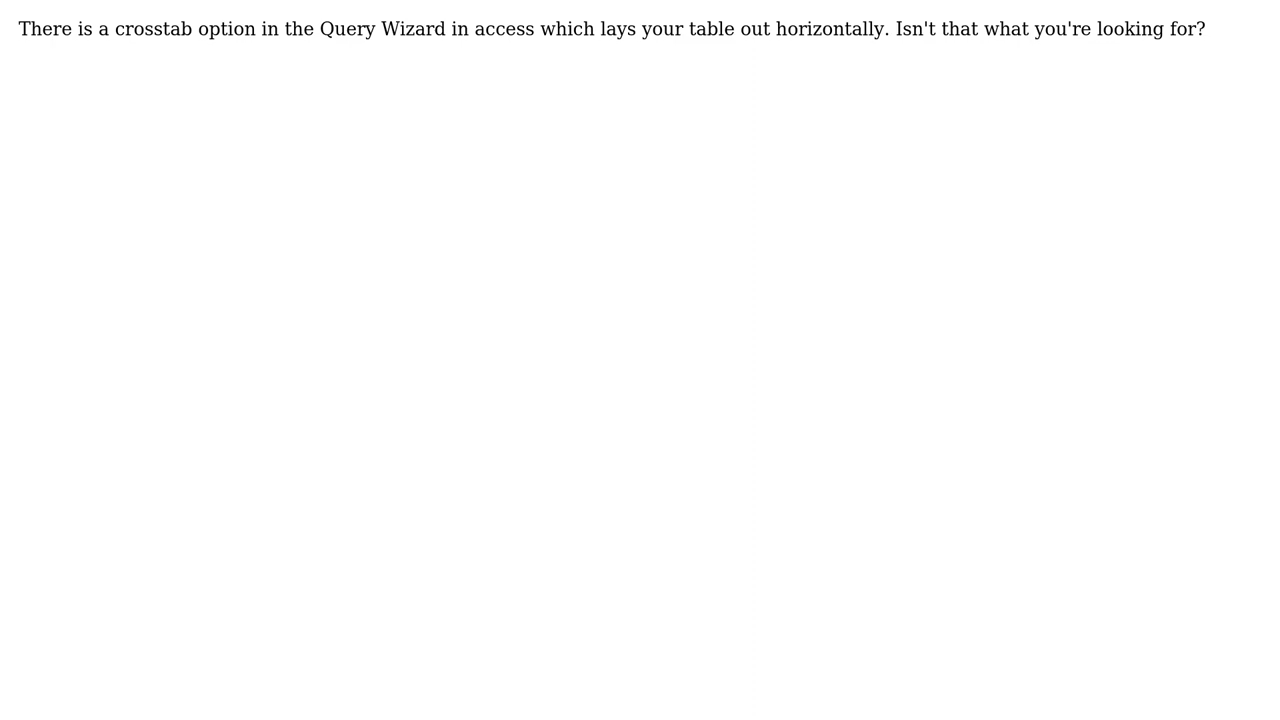 There is a crosstab option in the Query Wizard in access which lays your table out horizontally. Isn't that what you're looking for?